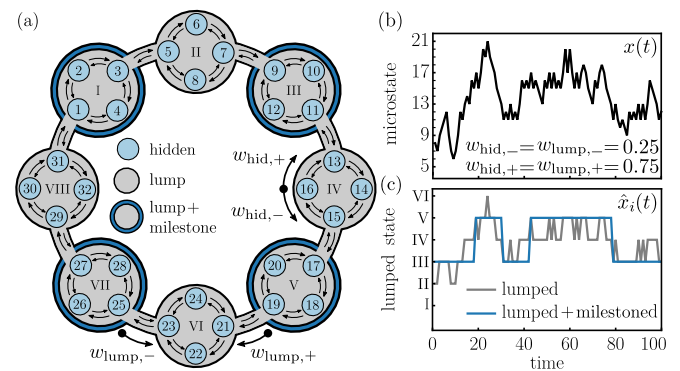 (a)
6
5
II
7
8
2
3
I
1
4
9
10
III
12
11
31
30
VIII
32
29
hidden
lump
lump+
milestone
w_hid,+
w_hid,−
13
16
IV
14
15
27
28
VII
26
25
20
17
V
19
18
24
23
VI
21
22
w_lump,−
w_lump,+
(b)
x(t)
microstate
21
17
13
9
5
w_hid,−=w_lump,−=0.25
w_hid,+=w_lump,+=0.75
(c)
x̂_i(t)
lumped state
VI
V
IV
III
II
I
lumped
lumped+milestoned
0 20 40 60 80 100
time